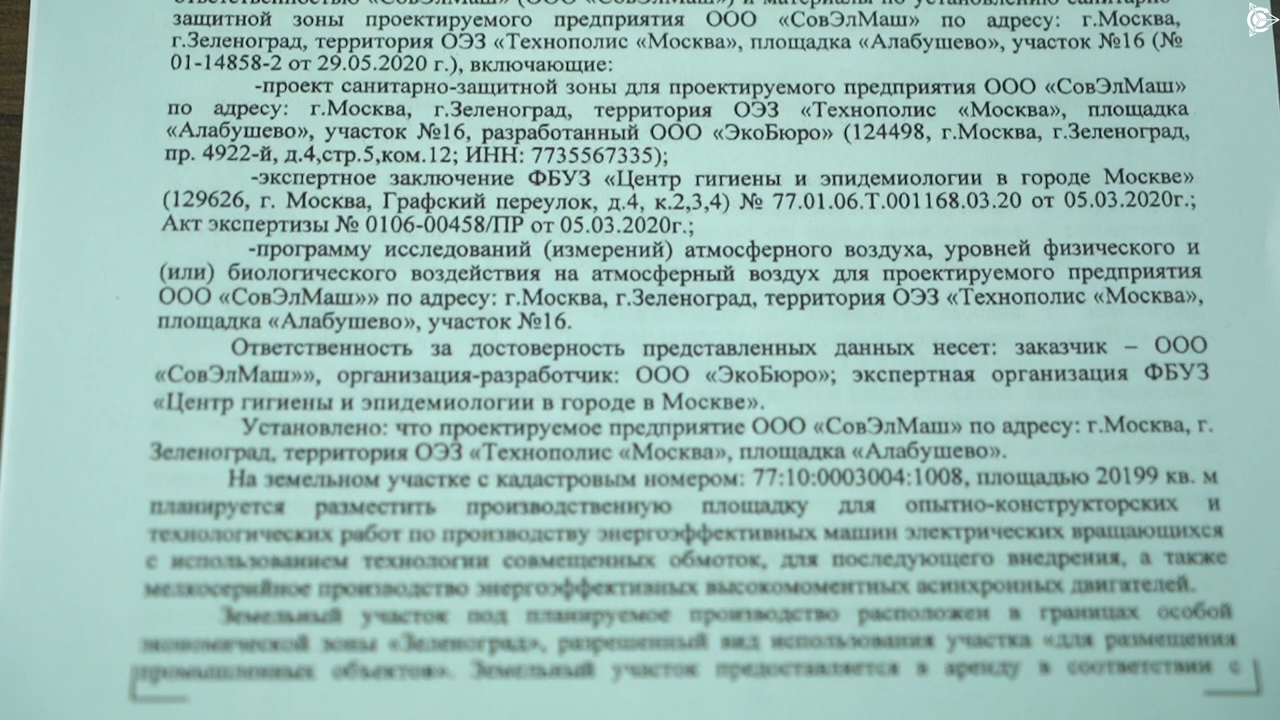 ответственностью «СовЭлМаш» (ООО «СовЭлМаш») и материалы по установлению санитарно-
защитной зоны проектируемого предприятия ООО «СовЭлМаш» по адресу: г.Москва,
г.Зеленоград, территория ОЭЗ «Технополис «Москва», площадка «Алабушево», участок №16 (№
01-14858-2 от 29.05.2020 г.), включающие:
-проект санитарно-защитной зоны для проектируемого предприятия ООО «СовЭлМаш»
по адресу: г.Москва, г.Зеленоград, территория ОЭЗ «Технополис «Москва», площадка
«Алабушево», участок №16, разработанный ООО «ЭкоБюро» (124498, г.Москва, г.Зеленоград,
пр. 4922-й, д.4,стр.5,ком.12; ИНН: 7735567335);
-экспертное заключение ФБУЗ «Центр гигиены и эпидемиологии в городе Москве»
(129626, г. Москва, Графский переулок, д.4, к.2,3,4) № 77.01.06.Т.001168.03.20 от 05.03.2020г.;
Акт экспертизы № 0106-00458/ПР от 05.03.2020г.;
-программу исследований (измерений) атмосферного воздуха, уровней физического и
(или) биологического воздействия на атмосферный воздух для проектируемого предприятия
ООО «СовЭлМаш»» по адресу: г.Москва, г.Зеленоград, территория ОЭЗ «Технополис «Москва»,
площадка «Алабушево», участок №16.
Ответственность за достоверность представленных данных несет: заказчик – ООО
«СовЭлМаш»», организация-разработчик: ООО «ЭкоБюро»; экспертная организация ФБУЗ
«Центр гигиены и эпидемиологии в городе в Москве».
Установлено: что проектируемое предприятие ООО «СовЭлМаш» по адресу: г.Москва, г.
Зеленоград, территория ОЭЗ «Технополис «Москва», площадка «Алабушево».
На земельном участке с кадастровым номером: 77:10:0003004:1008, площадью 20199 кв. м
планируется разместить производственную площадку для опытно-конструкторских и
технологических работ по производству энергоэффективных машин электрических вращающихся
с использованием технологии совмещенных обмоток, для последующего внедрения, а также
мелкосерийное производство энергоэффективных высокомоментных асинхронных двигателей.
Земельный участок под планируемое производство расположен в границах особой
экономической зоны «Зеленоград», разрешенный вид использования участка «для размещения
промышленных объектов». Земельный участок предоставляется в аренду в соответствии с